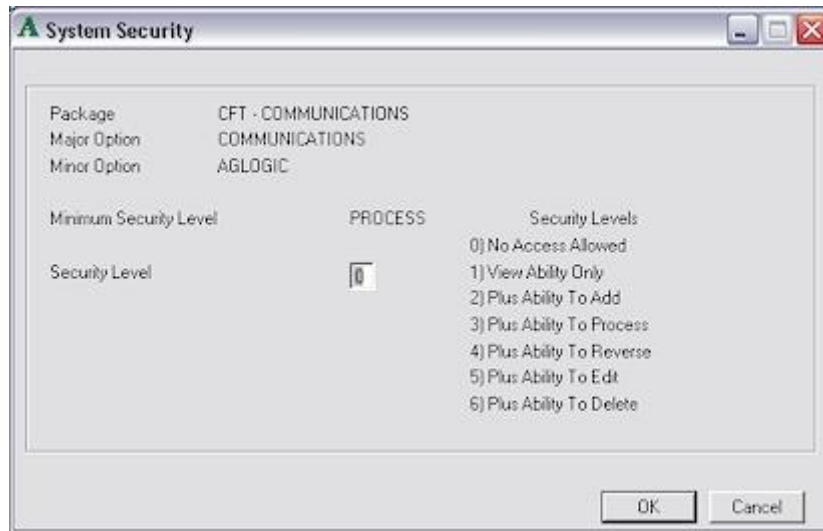 A System Security
Package CFT - COMMUNICATIONS
Major Option COMMUNICATIONS
Minor Option AGLOGIC
Minimum Security Level PROCESS Security Levels
0) No Access Allowed
Security Level 0 1) View Ability Only
2) Plus Ability To Add
3) Plus Ability To Process
4) Plus Ability To Reverse
5) Plus Ability To Edit
6) Plus Ability To Delete
OK Cancel